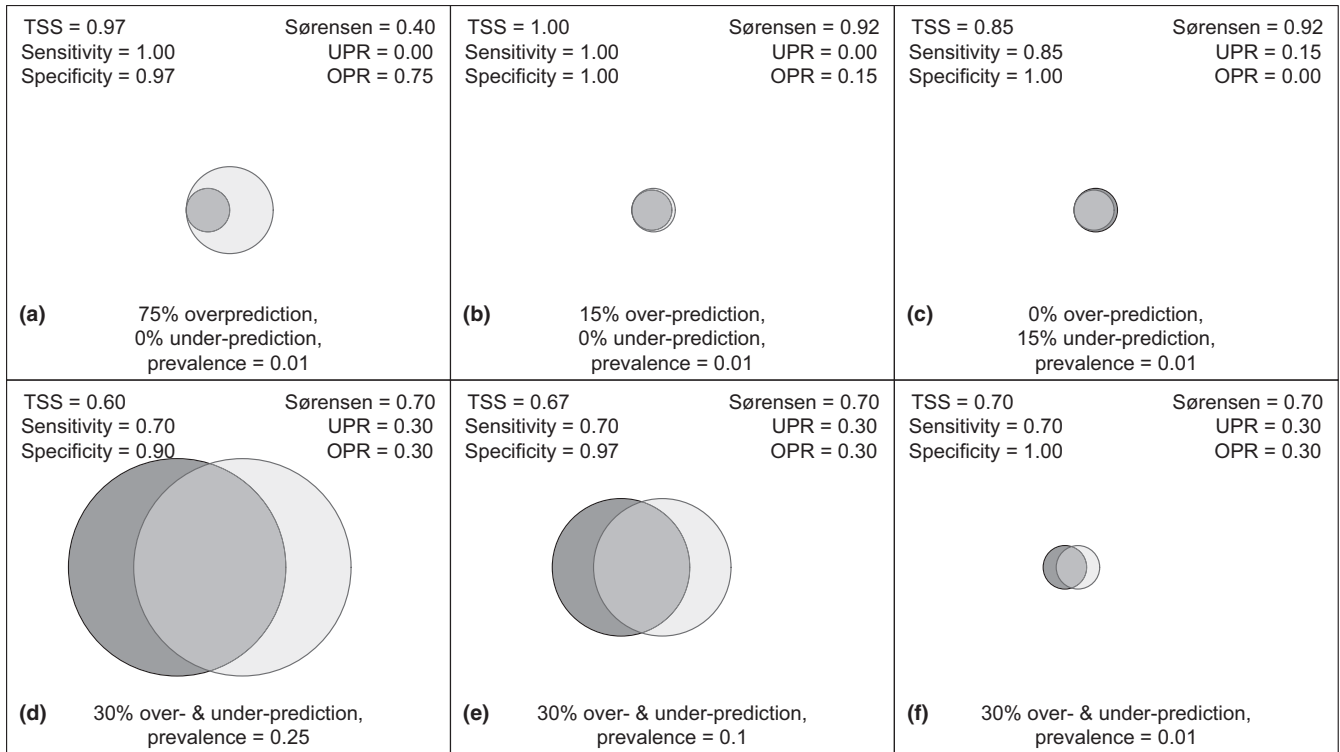 TSS = 0.97 Sørensen = 0.40
Sensitivity = 1.00 UPR = 0.00
Specificity = 0.97 OPR = 0.75
(a) 75% overprediction,
0% under-prediction,
prevalence = 0.01
TSS = 1.00 Sørensen = 0.92
Sensitivity = 1.00 UPR = 0.00
Specificity = 1.00 OPR = 0.15
(b) 15% over-prediction,
0% under-prediction,
prevalence = 0.01
TSS = 0.85 Sørensen = 0.92
Sensitivity = 0.85 UPR = 0.15
Specificity = 1.00 OPR = 0.00
(c) 0% over-prediction,
15% under-prediction,
prevalence = 0.01
TSS = 0.60 Sørensen = 0.70
Sensitivity = 0.70 UPR = 0.30
Specificity = 0.90 OPR = 0.30
(d) 30% over- & under-prediction,
prevalence = 0.25
TSS = 0.67 Sørensen = 0.70
Sensitivity = 0.70 UPR = 0.30
Specificity = 0.97 OPR = 0.30
(e) 30% over- & under-prediction,
prevalence = 0.1
TSS = 0.70 Sørensen = 0.70
Sensitivity = 0.70 UPR = 0.30
Specificity = 1.00 OPR = 0.30
(f) 30% over- & under-prediction,
prevalence = 0.01